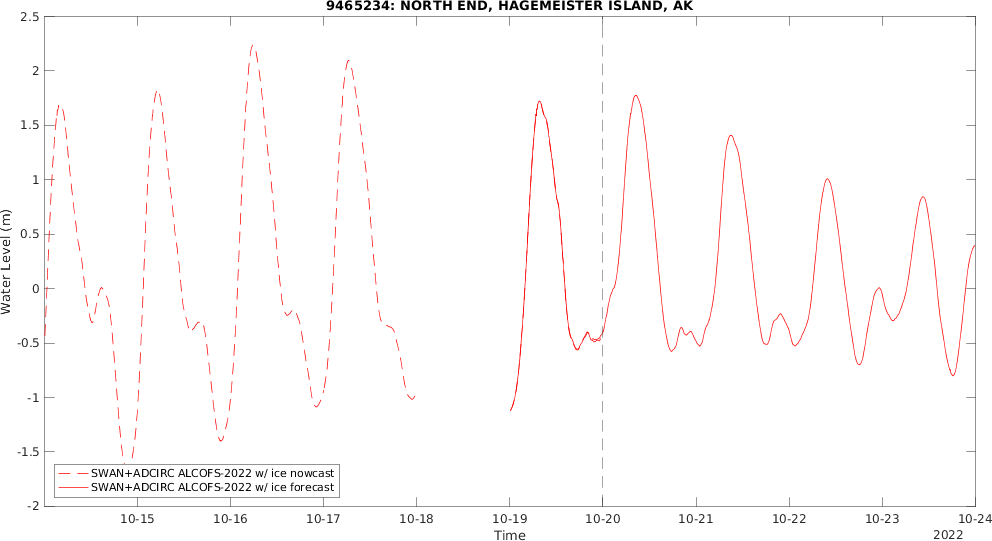 9465234: NORTH END, HAGEMEISTER ISLAND, AK
2.5
2
1.5
1
0.5
0
-0.5
-1
-1.5
-2
Water Level (m)
SWAN+ADCIRC ALCOFS-2022 w/ ice nowcast
SWAN+ADCIRC ALCOFS-2022 w/ ice forecast
10-15 10-16 10-17 10-18 10-19 10-20 10-21 10-22 10-23 10-24
Time
2022